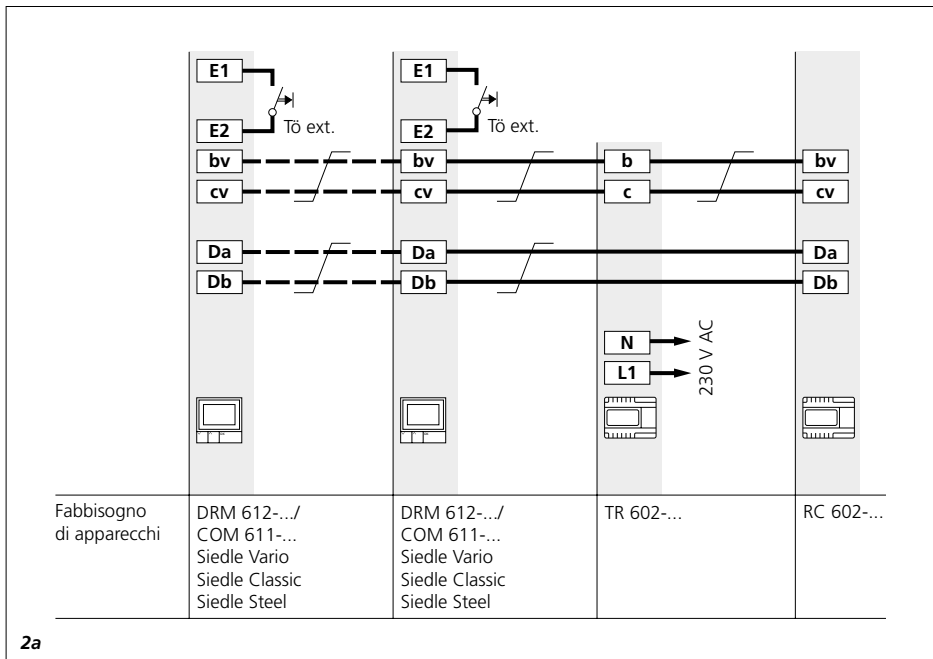 E1
E1
Tö ext.
Tö ext.
E2
E2
bv
bv
b
bv
cv
cv
c
cv
Da
Da
Da
Db
Db
Db
N
L1
230 V AC
Fabbisogno
di apparecchi
DRM 612-.../
COM 611-...
Siedle Vario
Siedle Classic
Siedle Steel
DRM 612-.../
COM 611-...
Siedle Vario
Siedle Classic
Siedle Steel
TR 602-...
RC 602-...
2a